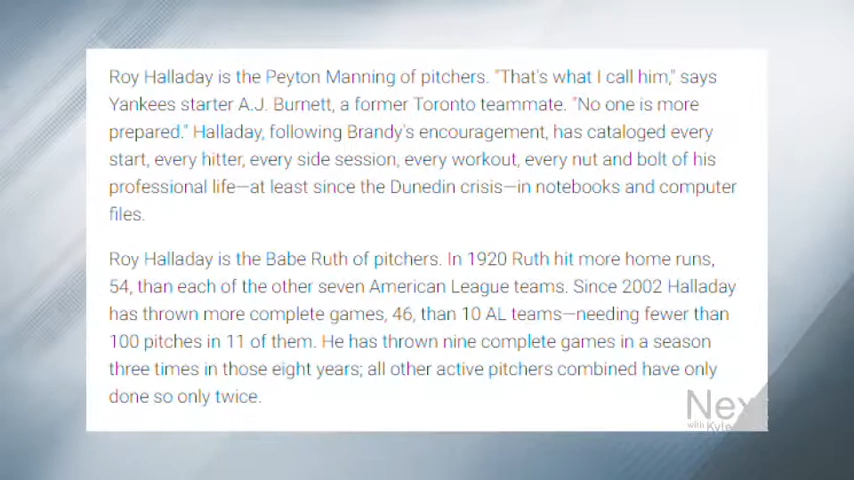 Roy Halladay is the Peyton Manning of pitchers. "That's what I call him," says
Yankees starter A.J. Burnett, a former Toronto teammate. "No one is more
prepared." Halladay, following Brandy's encouragement, has cataloged every
start, every hitter, every side session, every workout, every nut and bolt of his
professional life—at least since the Dunedin crisis—in notebooks and computer
files.
Roy Halladay is the Babe Ruth of pitchers. In 1920 Ruth hit more home runs,
54, than each of the other seven American League teams. Since 2002 Halladay
has thrown more complete games, 46, than 10 AL teams—needing fewer than
100 pitches in 11 of them. He has thrown nine complete games in a season
three times in those eight years; all other active pitchers combined have only
done so only twice.
with Kyle